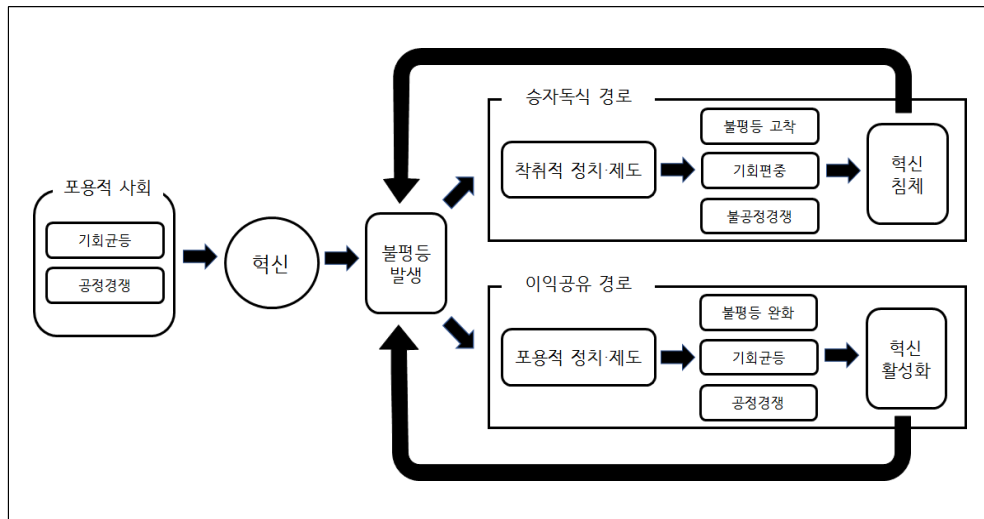 포용적 사회
기회균등
공정경쟁
혁신
불평등
발생
승자독식 경로
착취적 정치·제도
불평등 고착
기회편중
불공정경쟁
혁신
침체
이익공유 경로
포용적 정치·제도
불평등 완화
기회균등
공정경쟁
혁신
활성화